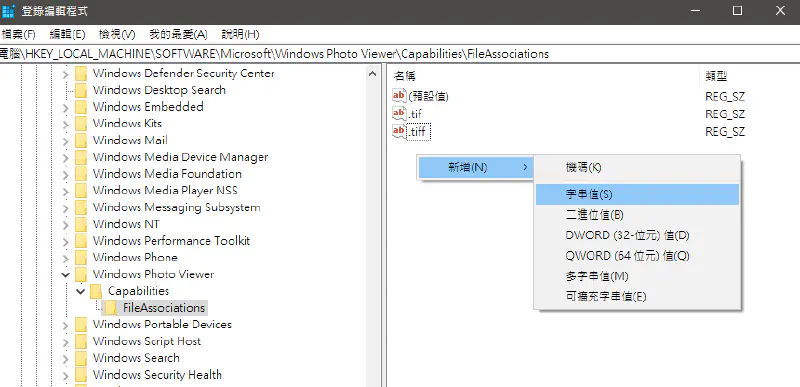 登錄編輯程式
檔案(F) 編輯(E) 檢視(V) 我的最愛(A) 說明(H)
電腦\HKEY_LOCAL_MACHINE\SOFTWARE\Microsoft\Windows Photo Viewer\Capabilities\FileAssociations
Windows Defender Security Center
Windows Desktop Search
Windows Embedded
Windows Kits
Windows Mail
Windows Media Device Manager
Windows Media Foundation
Windows Media Player NSS
Windows Messaging Subsystem
Windows NT
Windows Performance Toolkit
Windows Phone
Windows Photo Viewer
Capabilities
FileAssociations
Windows Portable Devices
Windows Script Host
Windows Search
Windows Security Health
名稱 類型
(預設值) REG_SZ
.tif REG_SZ
.tiff REG_SZ
新增(N)
機碼(K)
字串值(S)
二進位值(B)
DWORD (32-位元) 值(D)
QWORD (64 位元) 值(Q)
多字串值(M)
可擴充字串值(E)